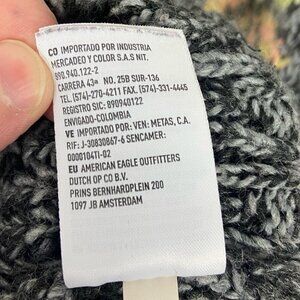 CO IMPORTADO POR INDUSTRIA
MERCADEO Y COLOR S.A.S NIT.
890.940.122-2
CARRERA 43ª NO. 25B SUR-136
TEL. (574)-270-4211 FAX. (574)-331-4445
REGISTRO SIC: 890940122
ENVIGADO-COLOMBIA
VE IMPORTADO POR: VEN: METAS, C.A.
RIF: J-30830867-6 SENCAMER:
0000104TI-02
EU AMERICAN EAGLE OUTFITTERS
DUTCH OP CO B.V.
PRINS BERNHARDPLEIN 200
1097 JB AMSTERDAM